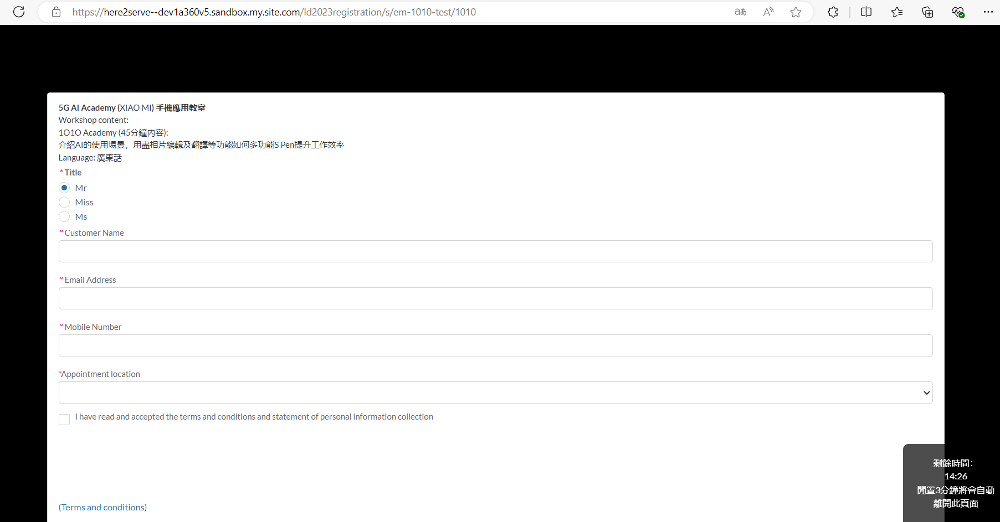 https://here2serve--dev1a360v5.sandbox.my.site.com/ld2023registration/s/em-1010-test/1010
aあ
5G AI Academy (XIAO MI) 手機應用教室
Workshop content:
1O1O Academy (45分鐘內容):
介紹AI的使用場景，用盡相片編輯及翻譯等功能如何多功能S Pen提升工作效率
Language: 廣東話
*Title
Mr
Miss
Ms
*Customer Name
*Email Address
*Mobile Number
*Appointment location
I have read and accepted the terms and conditions and statement of personal information collection
(Terms and conditions)
剩餘時間：
14:26
閒置3分鐘將會自動
離開此頁面